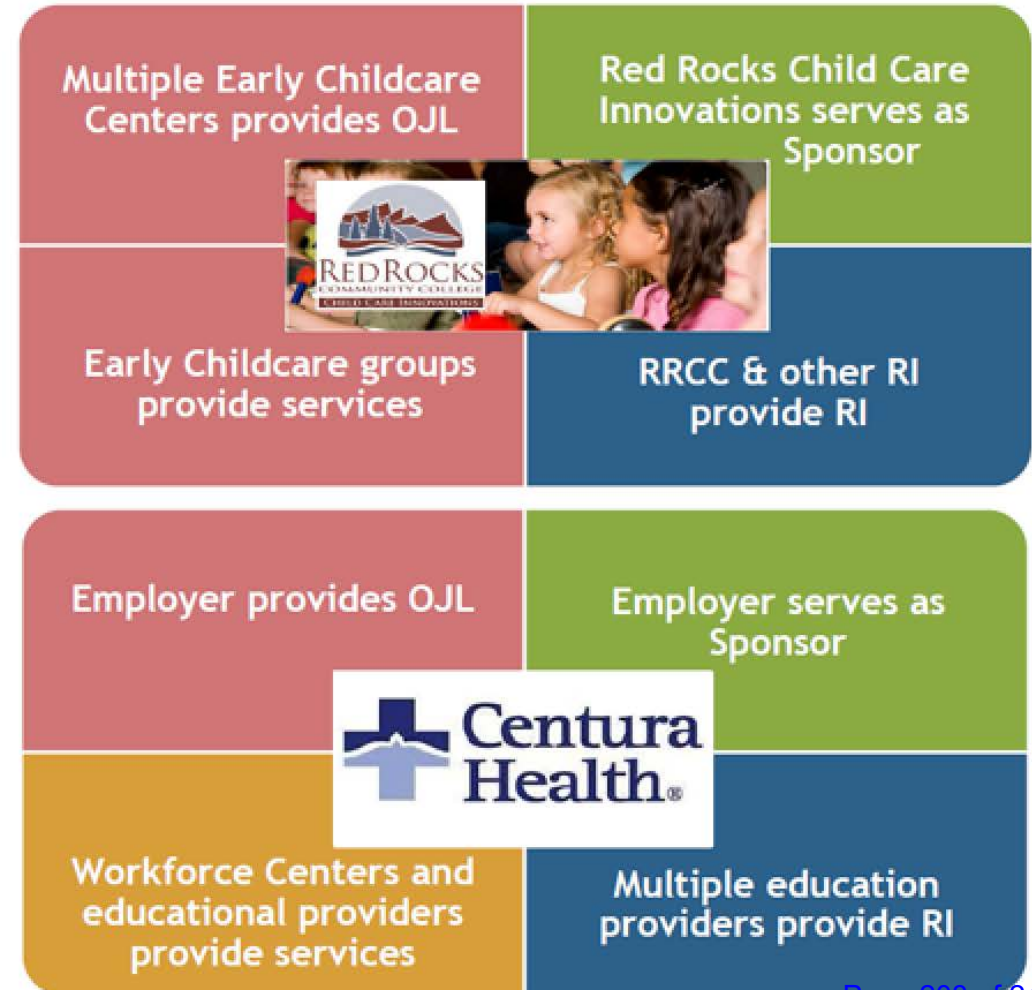 Multiple Early Childcare
Centers provides OJL
Red Rocks Child Care
Innovations serves as
Sponsor
RED ROCKS
COMMUNITY COLLEGE
CHILD CARE INNOVATIONS
Early Childcare groups
provide services
RRCC & other RI
provide RI
Employer provides OJL
Employer serves as
Sponsor
Centura
Health®
Workforce Centers and
educational providers
provide services
Multiple education
providers provide RI